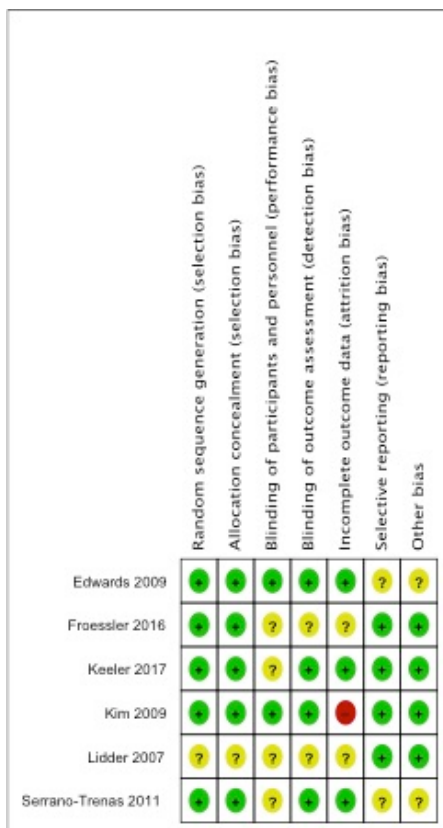 Random sequence generation (selection bias)
Allocation concealment (selection bias)
Blinding of participants and personnel (performance bias)
Blinding of outcome assessment (detection bias)
Incomplete outcome data (attrition bias)
Selective reporting (reporting bias)
Other bias
Edwards 2009 + + + + + ? ?
Froessler 2016 + + ? ? ? + +
Keeler 2017 + + ? + + + +
Kim 2009 + + + + - + +
Lidder 2007 ? ? ? ? ? + +
Serrano-Trenas 2011 + + ? + + ? ?